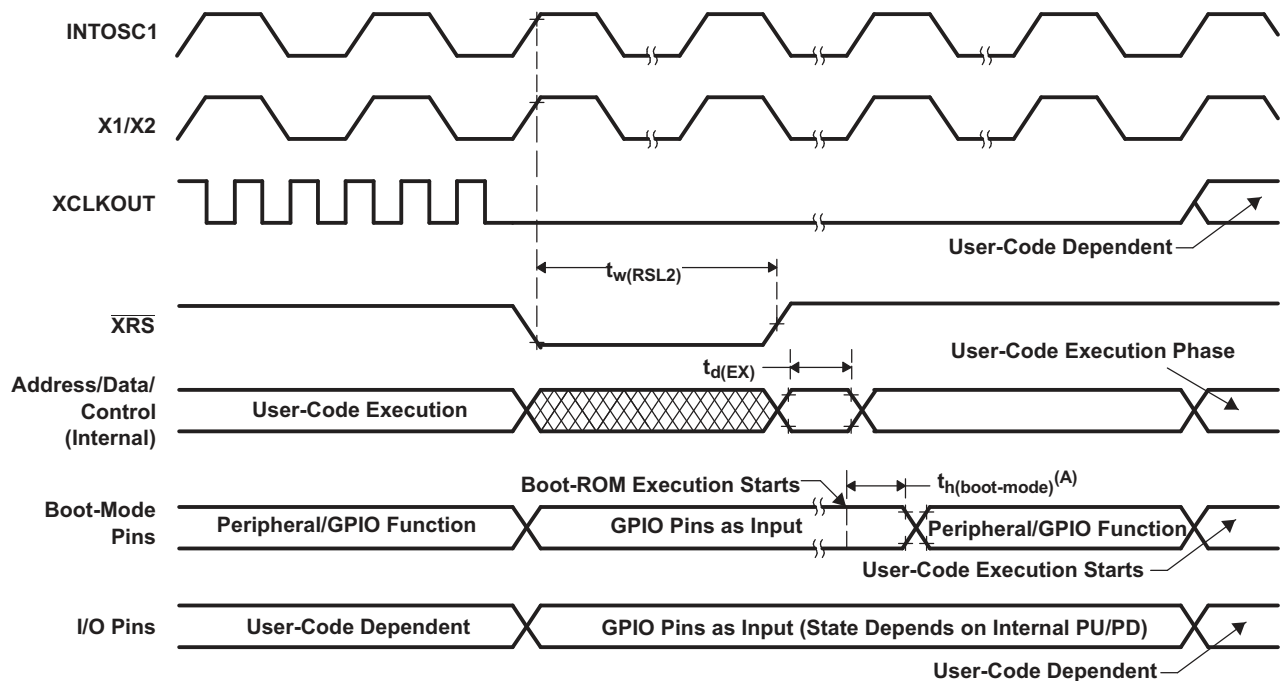 INTOSC1
X1/X2
XCLKOUT
User-Code Dependent
tw(RSL2)
XRS
User-Code Execution Phase
td(EX)
Address/Data/
Control
(Internal)
User-Code Execution
Boot-ROM Execution Starts
th(boot-mode)(A)
Boot-Mode
Pins
Peripheral/GPIO Function
GPIO Pins as Input
Peripheral/GPIO Function
User-Code Execution Starts
I/O Pins
User-Code Dependent
GPIO Pins as Input (State Depends on Internal PU/PD)
User-Code Dependent